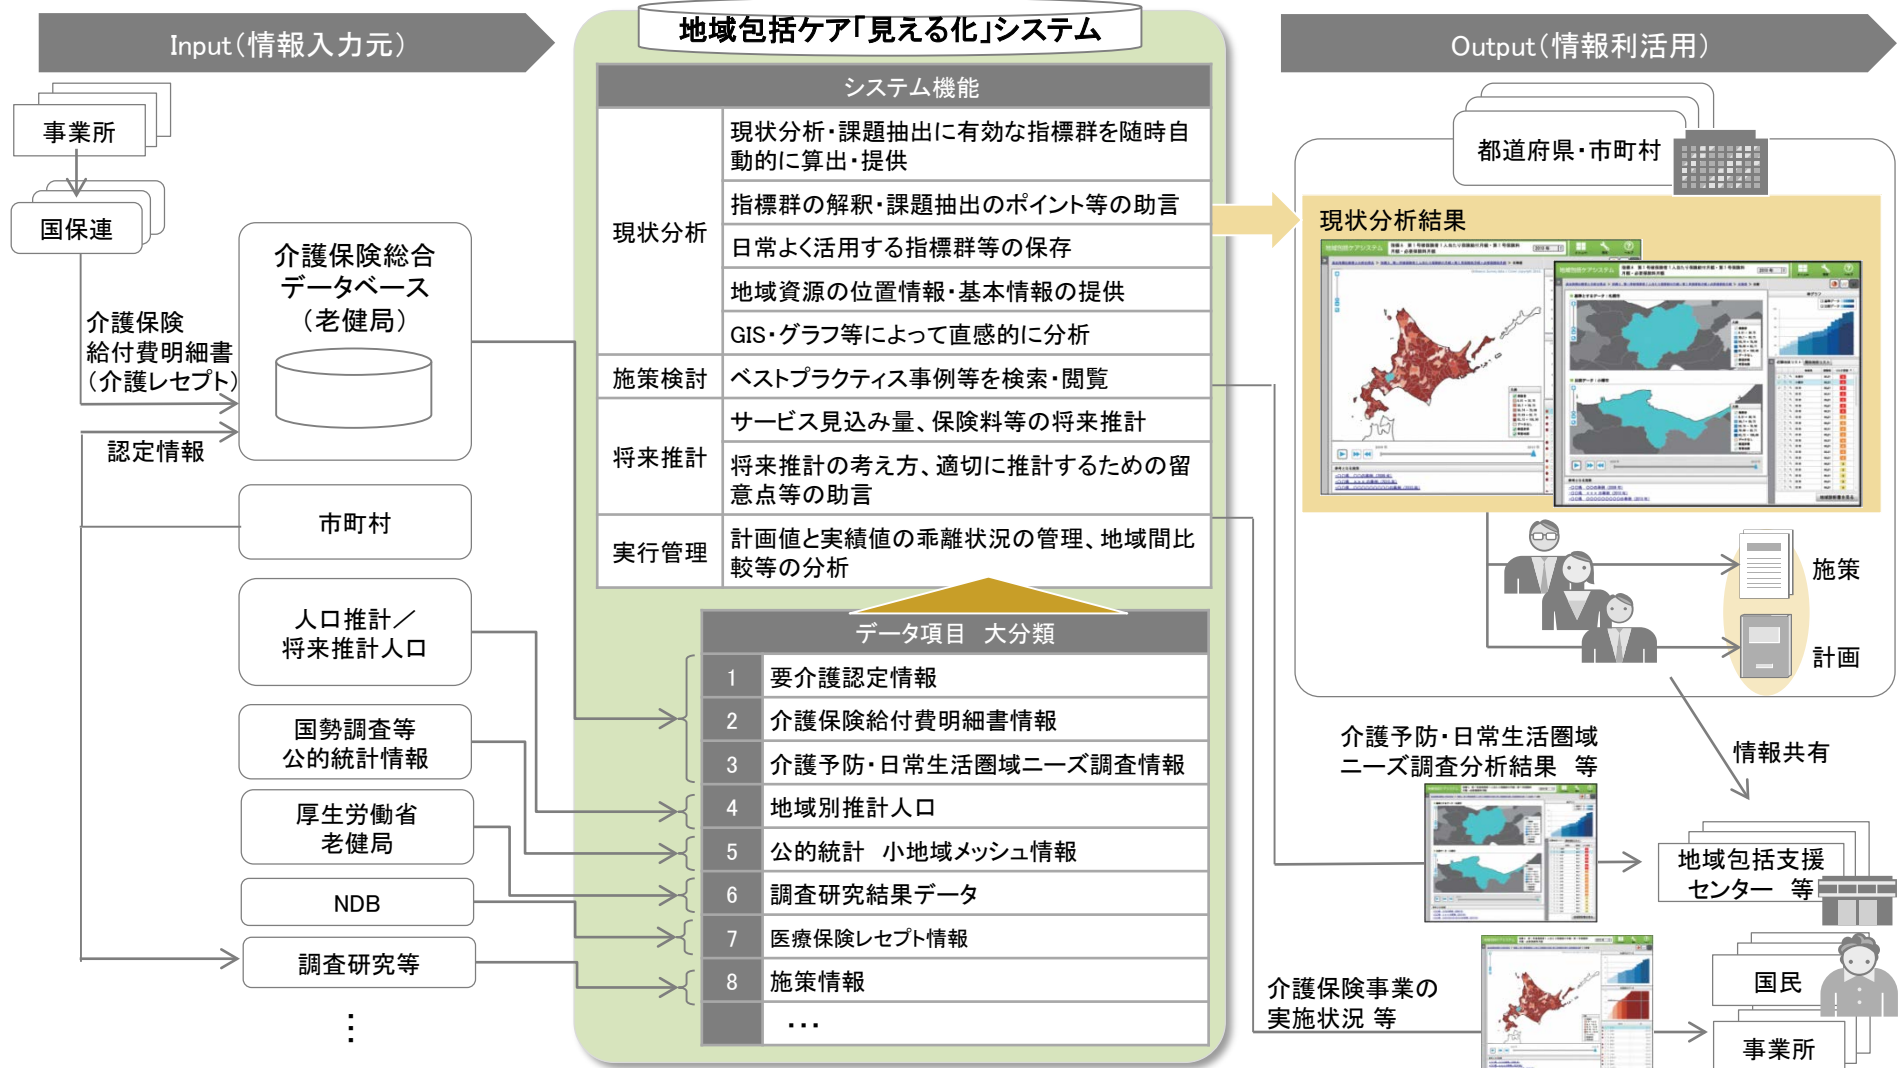 Input（情報入力元）
地域包括ケア「見える化」システム
Output（情報利活用）
事業所
国保連
介護保険
給付費明細書
（介護レセプト）
認定情報
介護保険総合
データベース
（老健局）
市町村
人口推計／
将来推計人口
国勢調査等
公的統計情報
厚生労働省
老健局
NDB
調査研究等
⋮
システム機能
現状分析
現状分析・課題抽出に有効な指標群を随時自
動的に算出・提供
指標群の解釈・課題抽出のポイント等の助言
日常よく活用する指標群等の保存
地域資源の位置情報・基本情報の提供
GIS・グラフ等によって直感的に分析
施策検討
ベストプラクティス事例等を検索・閲覧
将来推計
サービス見込み量、保険料等の将来推計
将来推計の考え方、適切に推計するための留
意点等の助言
実行管理
計画値と実績値の乖離状況の管理、地域間比
較等の分析
データ項目　大分類
1 要介護認定情報
2 介護保険給付費明細書情報
3 介護予防・日常生活圏域ニーズ調査情報
4 地域別推計人口
5 公的統計　小地域メッシュ情報
6 調査研究結果データ
7 医療保険レセプト情報
8 施策情報
…
都道府県・市町村
現状分析結果
地域包括ケアシステム
地域包括ケアシステム
施策
計画
情報共有
介護予防・日常生活圏域
ニーズ調査分析結果　等
地域包括支援
センター　等
介護保険事業の
実施状況 等
国民
事業所